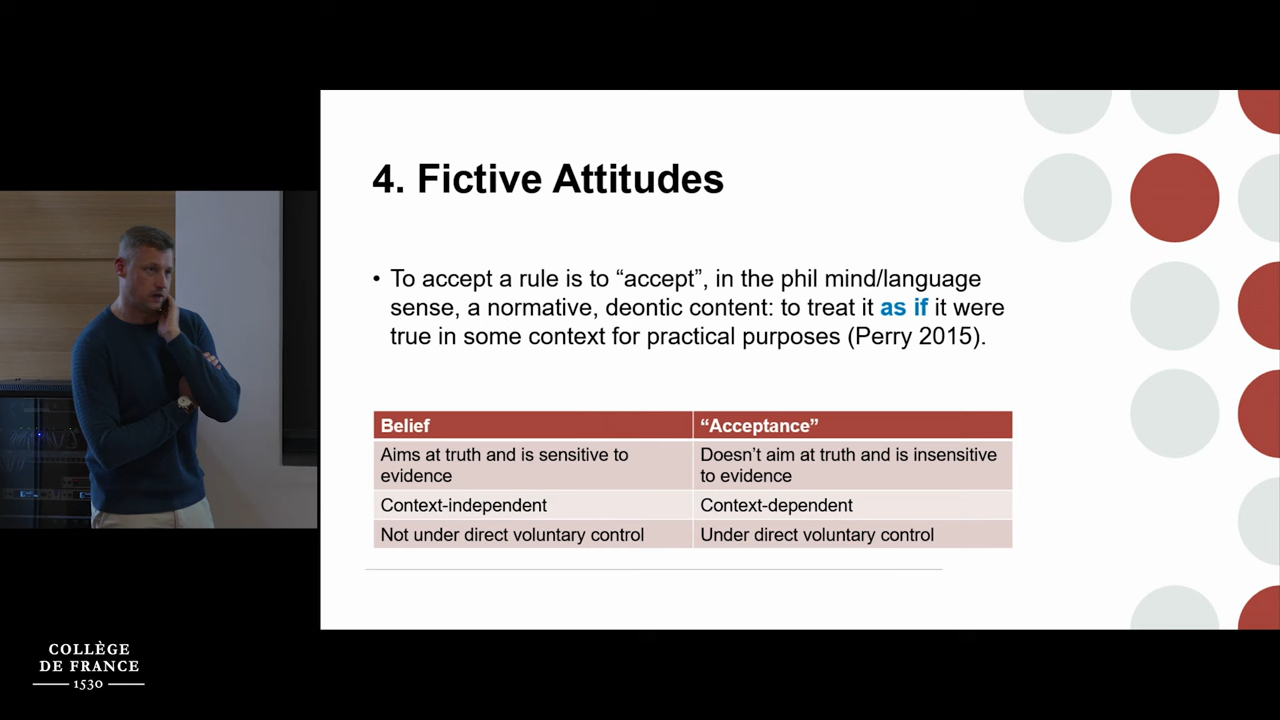 4. Fictive Attitudes
• To accept a rule is to “accept”, in the phil mind/language
sense, a normative, deontic content: to treat it as if it were
true in some context for practical purposes (Perry 2015).
Belief
“Acceptance”
Aims at truth and is sensitive to
evidence
Doesn’t aim at truth and is insensitive
to evidence
Context-independent
Context-dependent
Not under direct voluntary control
Under direct voluntary control
COLLÈGE
DE FRANCE
1530